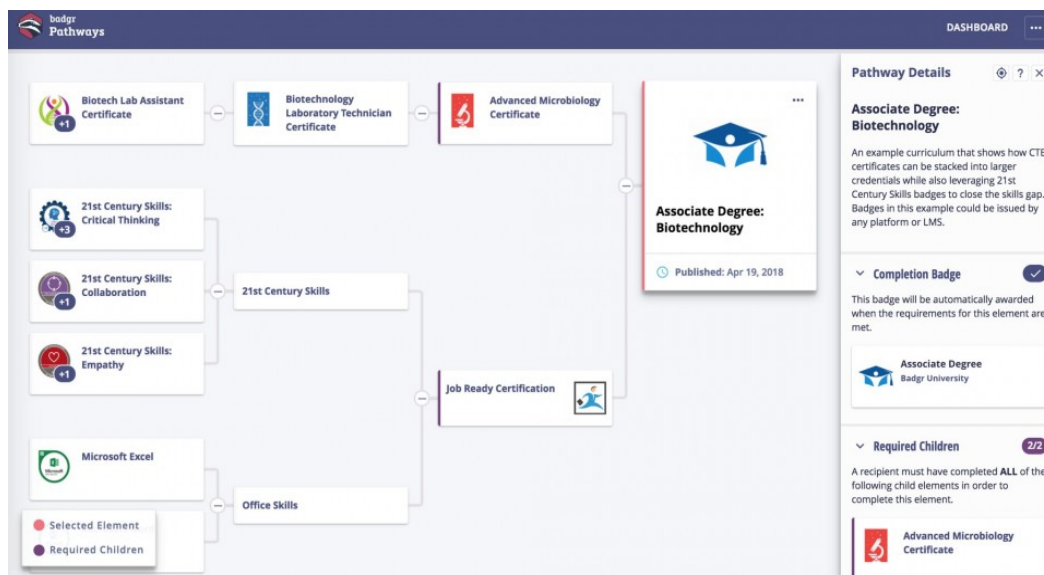 badgr
Pathways
DASHBOARD
Biotech Lab Assistant
Certificate
+1
Biotechnology
Laboratory Technician
Certificate
Advanced Microbiology
Certificate
21st Century Skills:
Critical Thinking
+3
21st Century Skills:
Collaboration
+1
21st Century Skills:
Empathy
+1
21st Century Skills
Job Ready Certification
Microsoft Excel
Office Skills
Selected Element
Required Children
Associate Degree:
Biotechnology
Published: Apr 19, 2018
Pathway Details
?
Associate Degree:
Biotechnology
An example curriculum that shows how CTE
certificates can be stacked into larger
credentials while also leveraging 21st
Century Skills badges to close the skills gap.
Badges in this example could be issued by
any platform or LMS.
Completion Badge
This badge will be automatically awarded
when the requirements for this element are
met.
Associate Degree
Badgr University
Required Children
2/2
A recipient must have completed ALL of the
following child elements in order to
complete this element.
Advanced Microbiology
Certificate